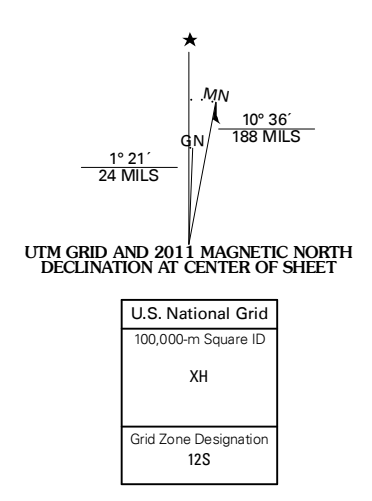 ★
MN
10° 36´
188 MILS
GN
1° 21´
24 MILS
UTM GRID AND 2011 MAGNETIC NORTH
DECLINATION AT CENTER OF SHEET
U.S. National Grid
100,000-m Square ID
XH
Grid Zone Designation
12S